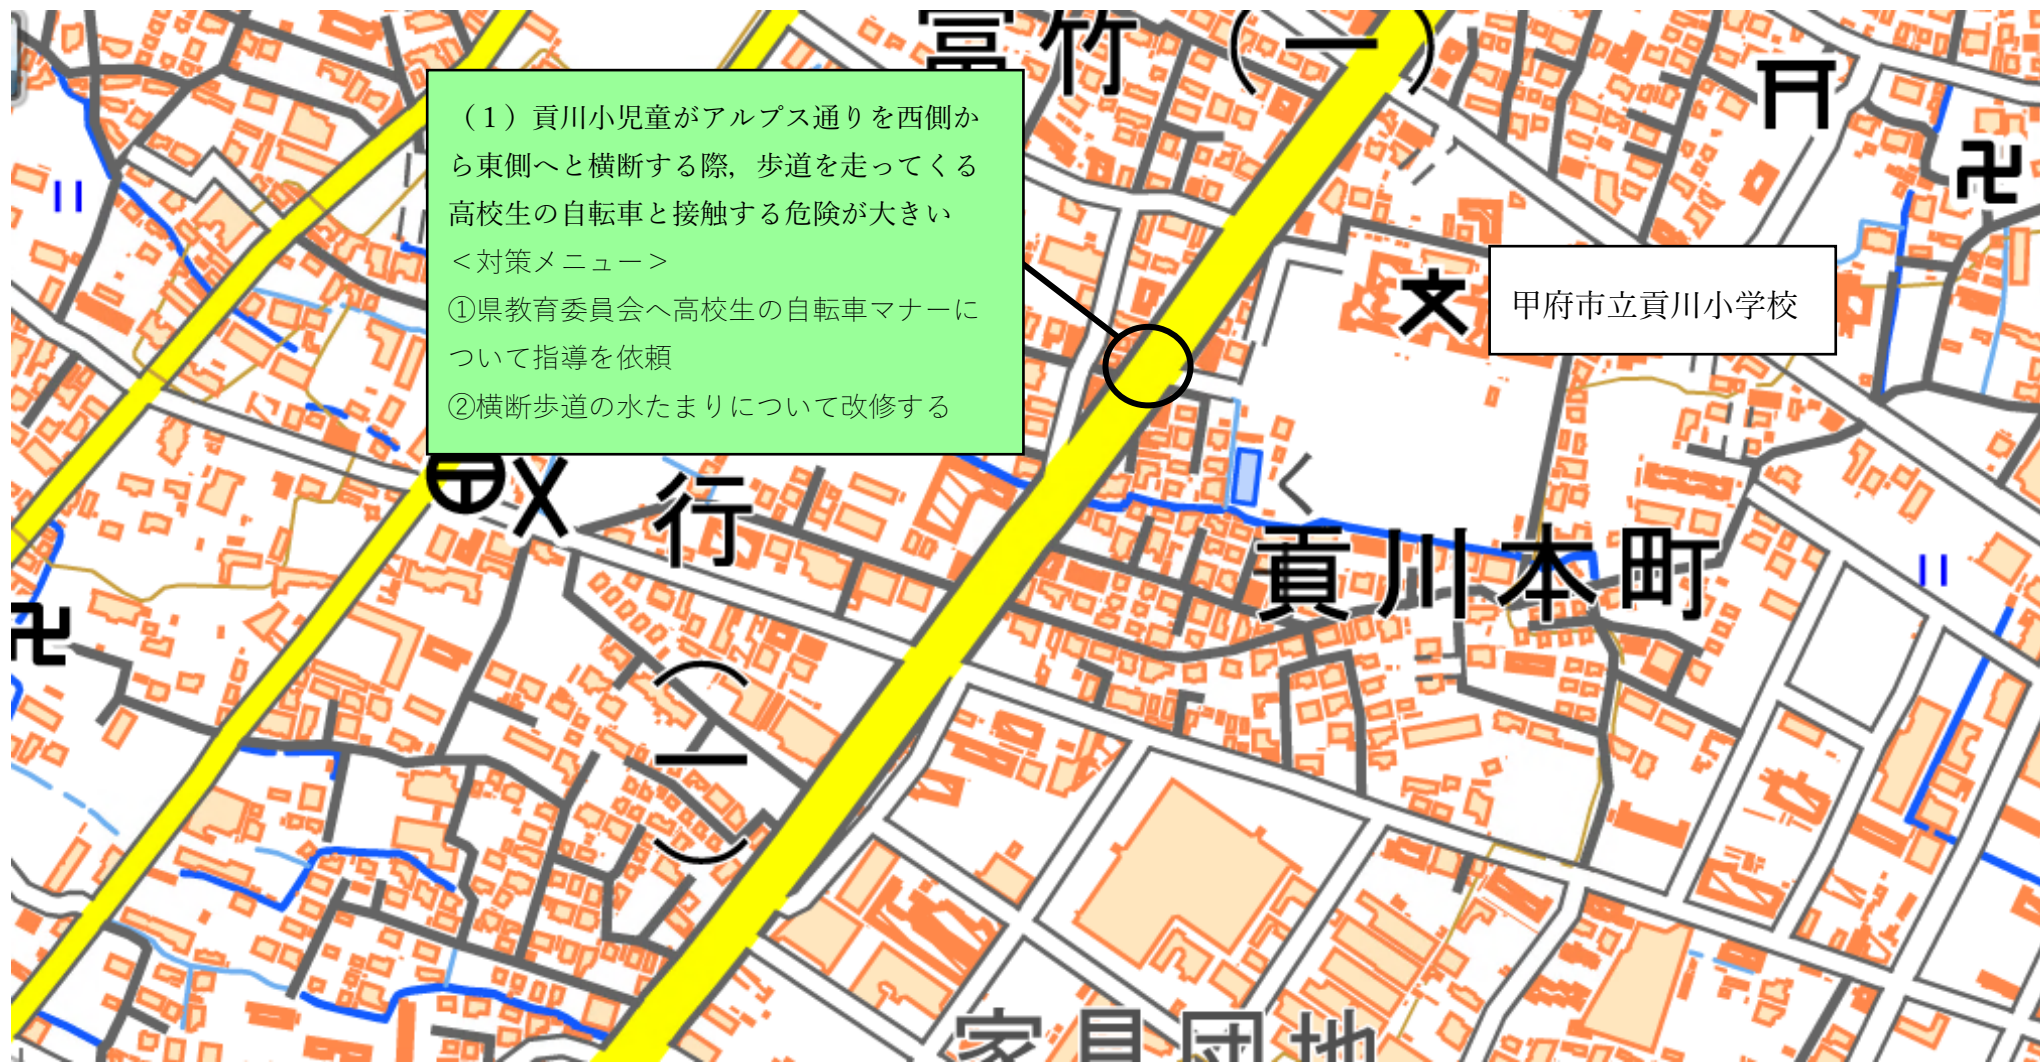 富竹（一）
（１）貢川小児童がアルプス通りを西側か
ら東側へと横断する際，歩道を走ってくる
高校生の自転車と接触する危険が大きい
＜対策メニュー＞
①県教育委員会へ高校生の自転車マナーに
ついて指導を依頼
②横断歩道の水たまりについて改修する
甲府市立貢川小学校
行
（一）
貢川本町
家具団地